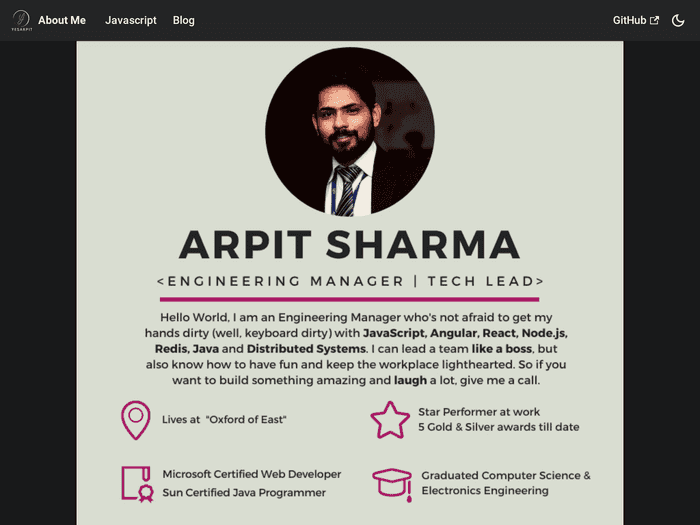 About Me Javascript Blog GitHub
YESARPIT
ARPIT SHARMA
<ENGINEERING MANAGER | TECH LEAD>
Hello World, I am an Engineering Manager who's not afraid to get my
hands dirty (well, keyboard dirty) with JavaScript, Angular, React, Node.js,
Redis, Java and Distributed Systems. I can lead a team like a boss, but
also know how to have fun and keep the workplace lighthearted. So if you
want to build something amazing and laugh a lot, give me a call.
Lives at "Oxford of East"
Star Performer at work
5 Gold & Silver awards till date
Microsoft Certified Web Developer
Sun Certified Java Programmer
Graduated Computer Science &
Electronics Engineering